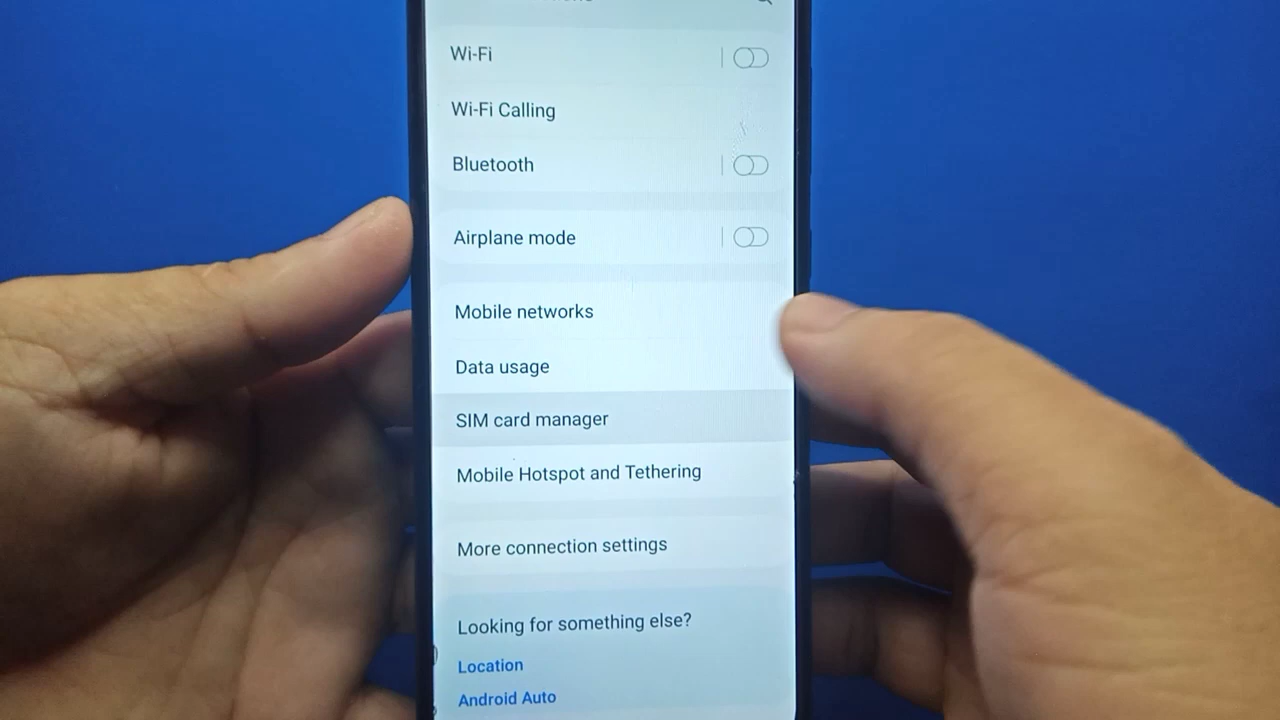 Wi-Fi
Wi-Fi Calling
Bluetooth
Airplane mode
Mobile networks
Data usage
SIM card manager
Mobile Hotspot and Tethering
More connection settings
Looking for something else?
Location
Android Auto